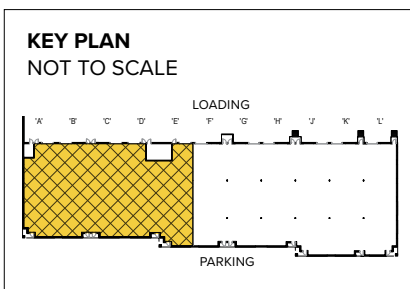 KEY PLAN
NOT TO SCALE
LOADING
'A' 'B' 'C' 'D' 'E' 'F' 'G' 'H' 'J' 'K' 'L'
PARKING